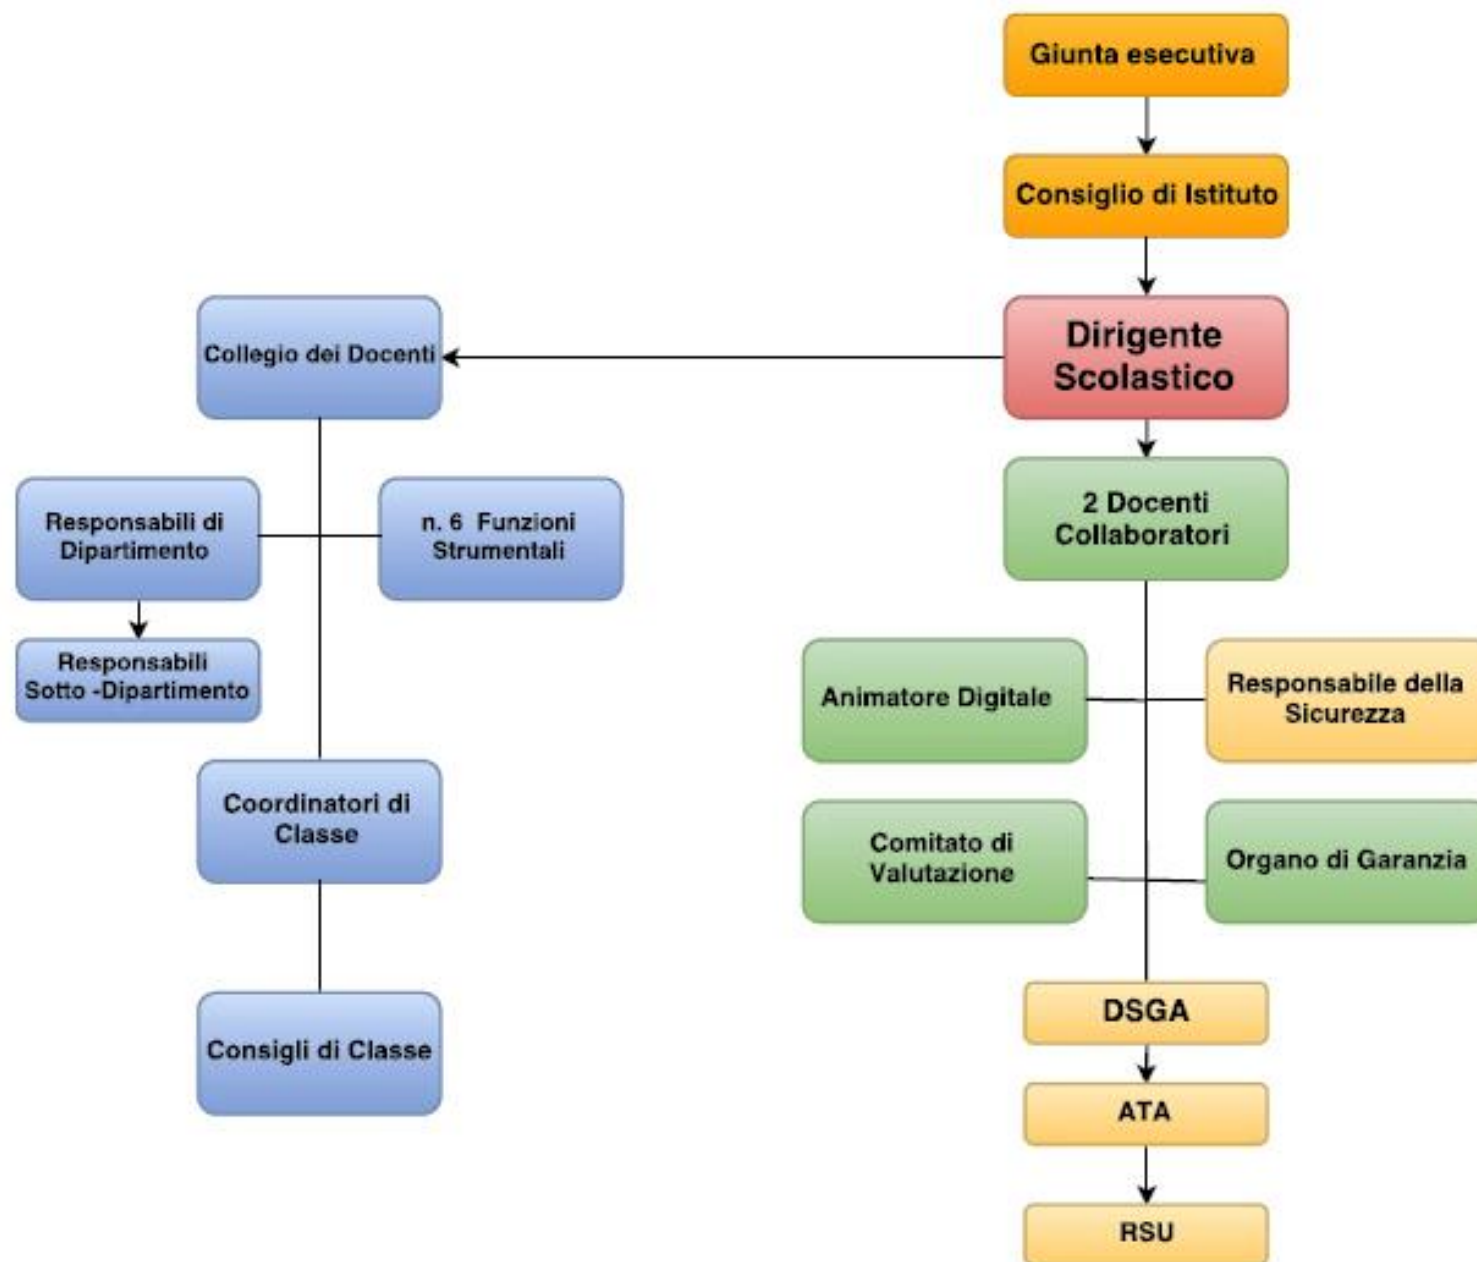 Giunta esecutiva
Consiglio di Istituto
Dirigente
Scolastico
Collegio dei Docenti
2 Docenti
Collaboratori
Responsabili di
Dipartimento
n. 6 Funzioni
Strumentali
Responsabili
Sotto -Dipartimento
Animatore Digitale
Responsabile della
Sicurezza
Coordinatori di
Classe
Comitato di
Valutazione
Organo di Garanzia
Consigli di Classe
DSGA
ATA
RSU